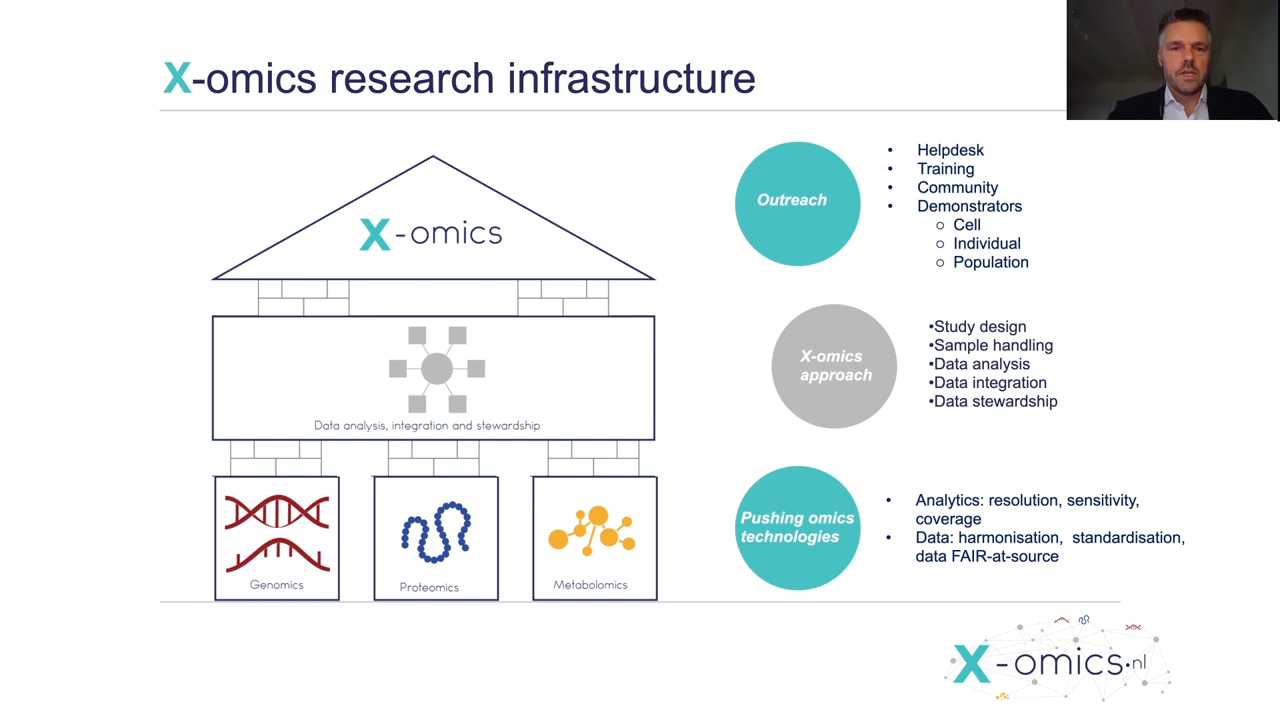 X-omics research infrastructure
X-omics
Data analysis, integration and stewardship
Genomics
Proteomics
Metabolomics
Outreach
• Helpdesk
• Training
• Community
• Demonstrators
○ Cell
○ Individual
○ Population
X-omics
approach
•Study design
•Sample handling
•Data analysis
•Data integration
•Data stewardship
Pushing omics
technologies
• Analytics: resolution, sensitivity,
coverage
• Data: harmonisation, standardisation,
data FAIR-at-source
X-omics.nl